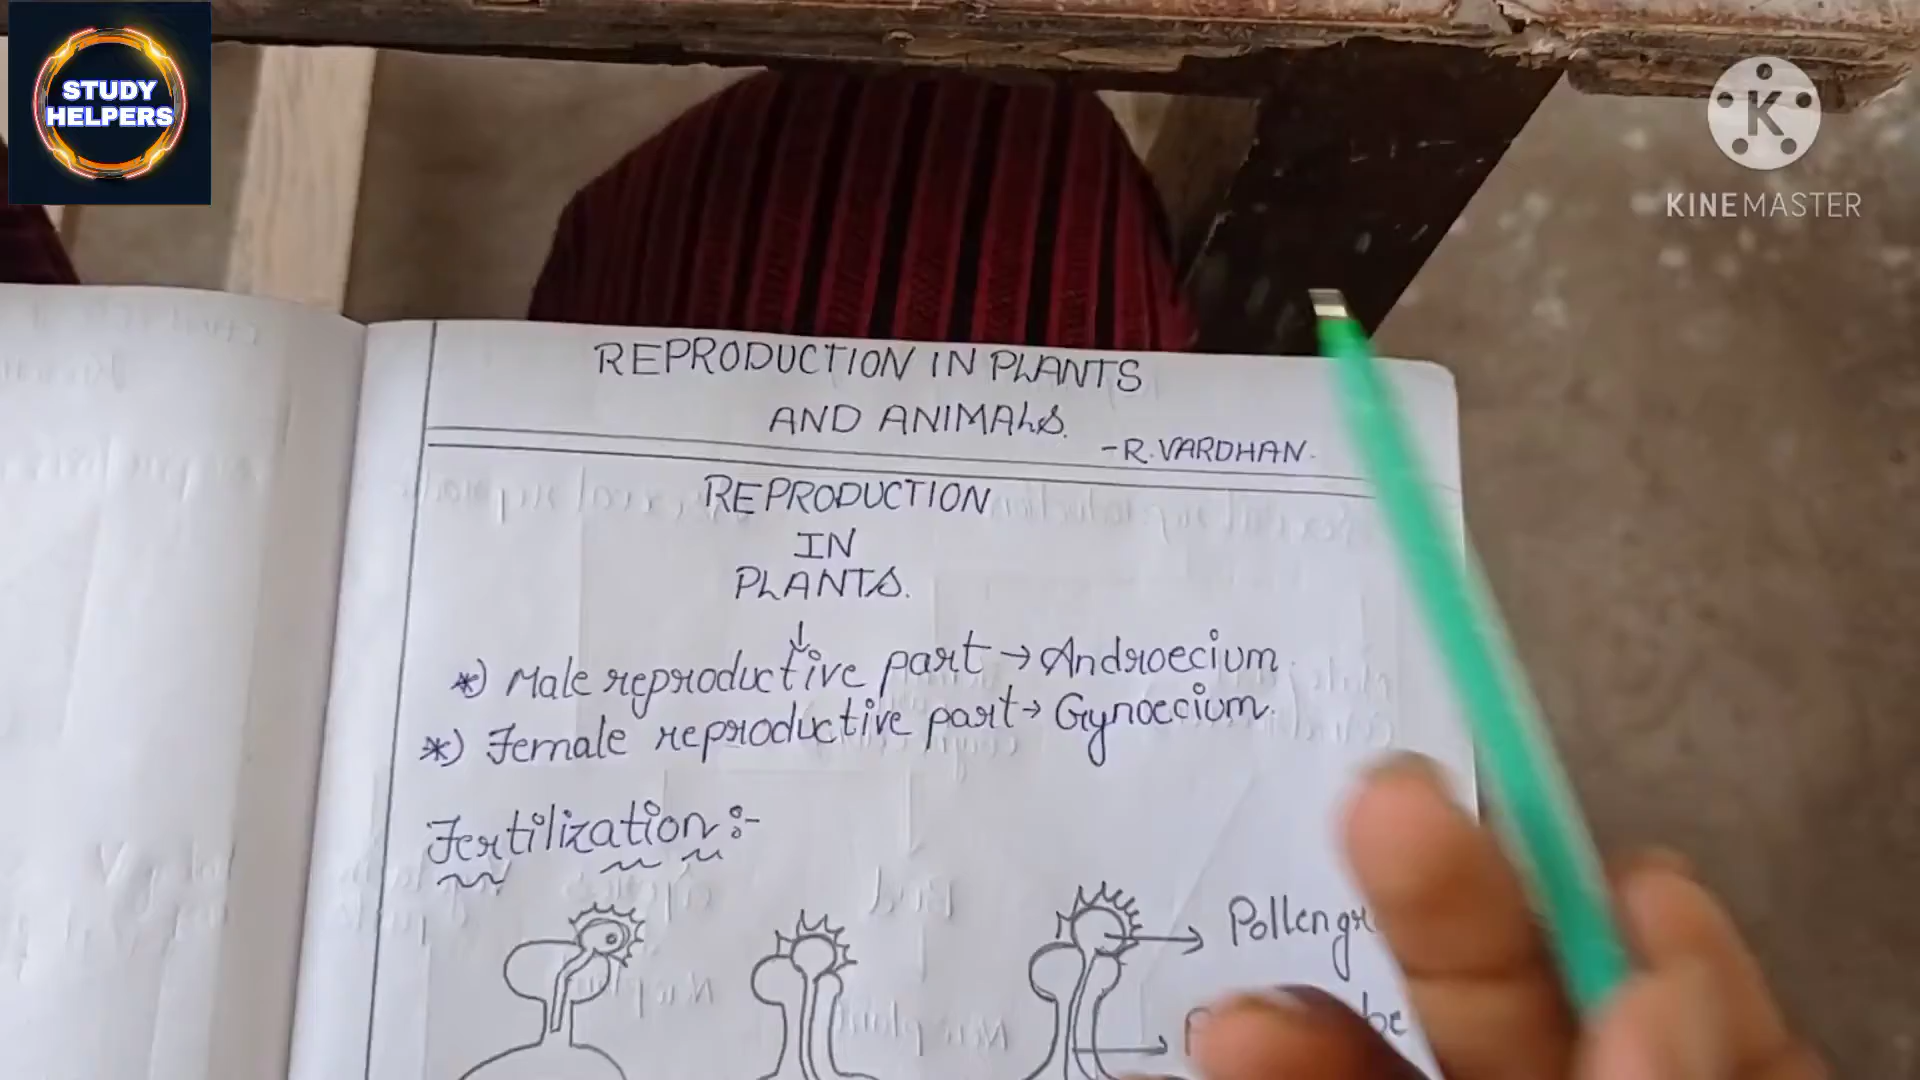 STUDY
HELPERS
K
KINEMASTER
REPRODUCTION IN PLANTS
AND ANIMALS.
-R.VARDHAN.
REPRODUCTION
IN
PLANTS.
*) Male reproductive part → Androecium.
*) Female reproductive part → Gynoecium.
Fertilization :-